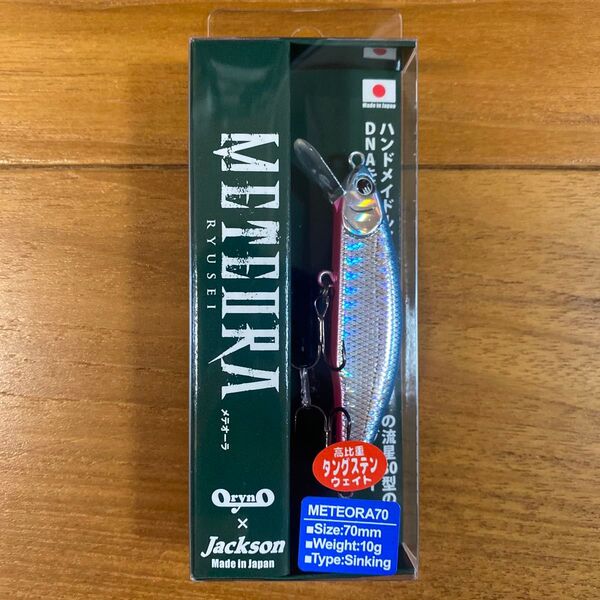 METEORA
RYUSEI
メテオーラ
OrynO
×
Jackson
Made in Japan
Made in Japan
ハンドメイド
DNA
の流星
型の
高比重
タングステン
ウェイト
METEORA70
■Size:70mm
■Weight:10g
■Type:Sinking